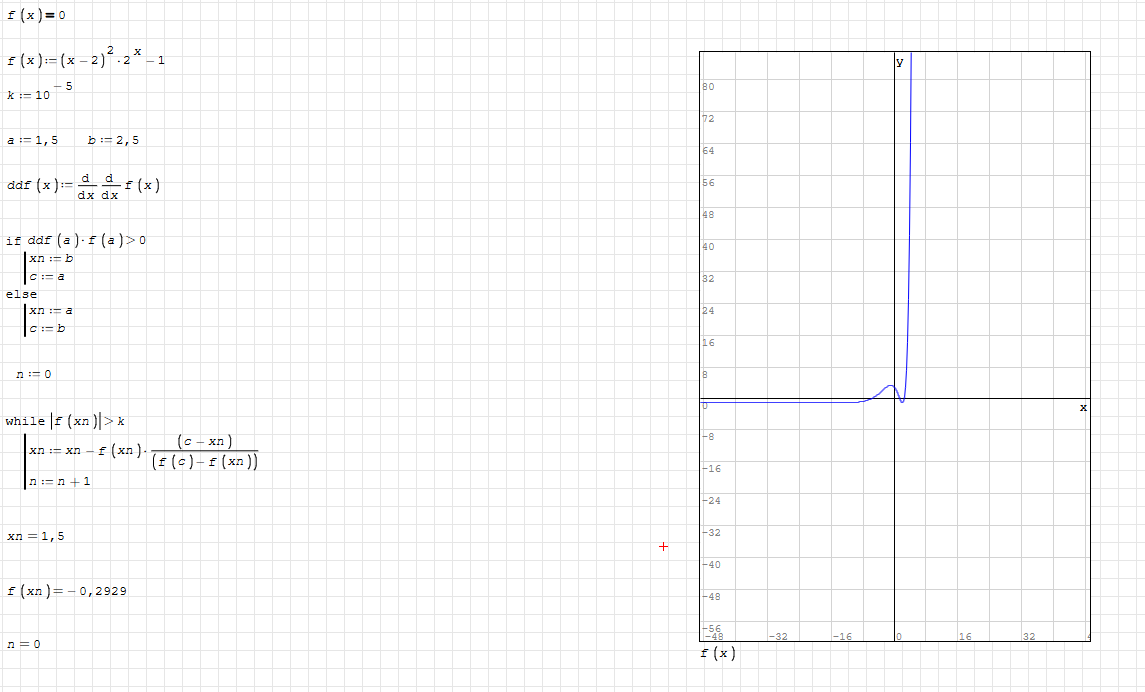 f(x)=0
f(x):=(x-2)^2·2^x-1
k:=10^-5
a:=1,5 b:=2,5
ddf(x):=d/dx d/dx f(x)
if ddf(a)·f(a)>0
xn:=b
c:=a
else
xn:=a
c:=b
n:=0
while |f(xn)|>k
xn:=xn-f(xn)·(c-xn)/(f(c)-f(xn))
n:=n+1
xn=1,5
f(xn)=-0,2929
n=0
y
80
72
64
56
48
40
32
24
16
8
0
x
-8
-16
-24
-32
-40
-48
-56
-48 -32 -16 0 16 32 4
f(x)